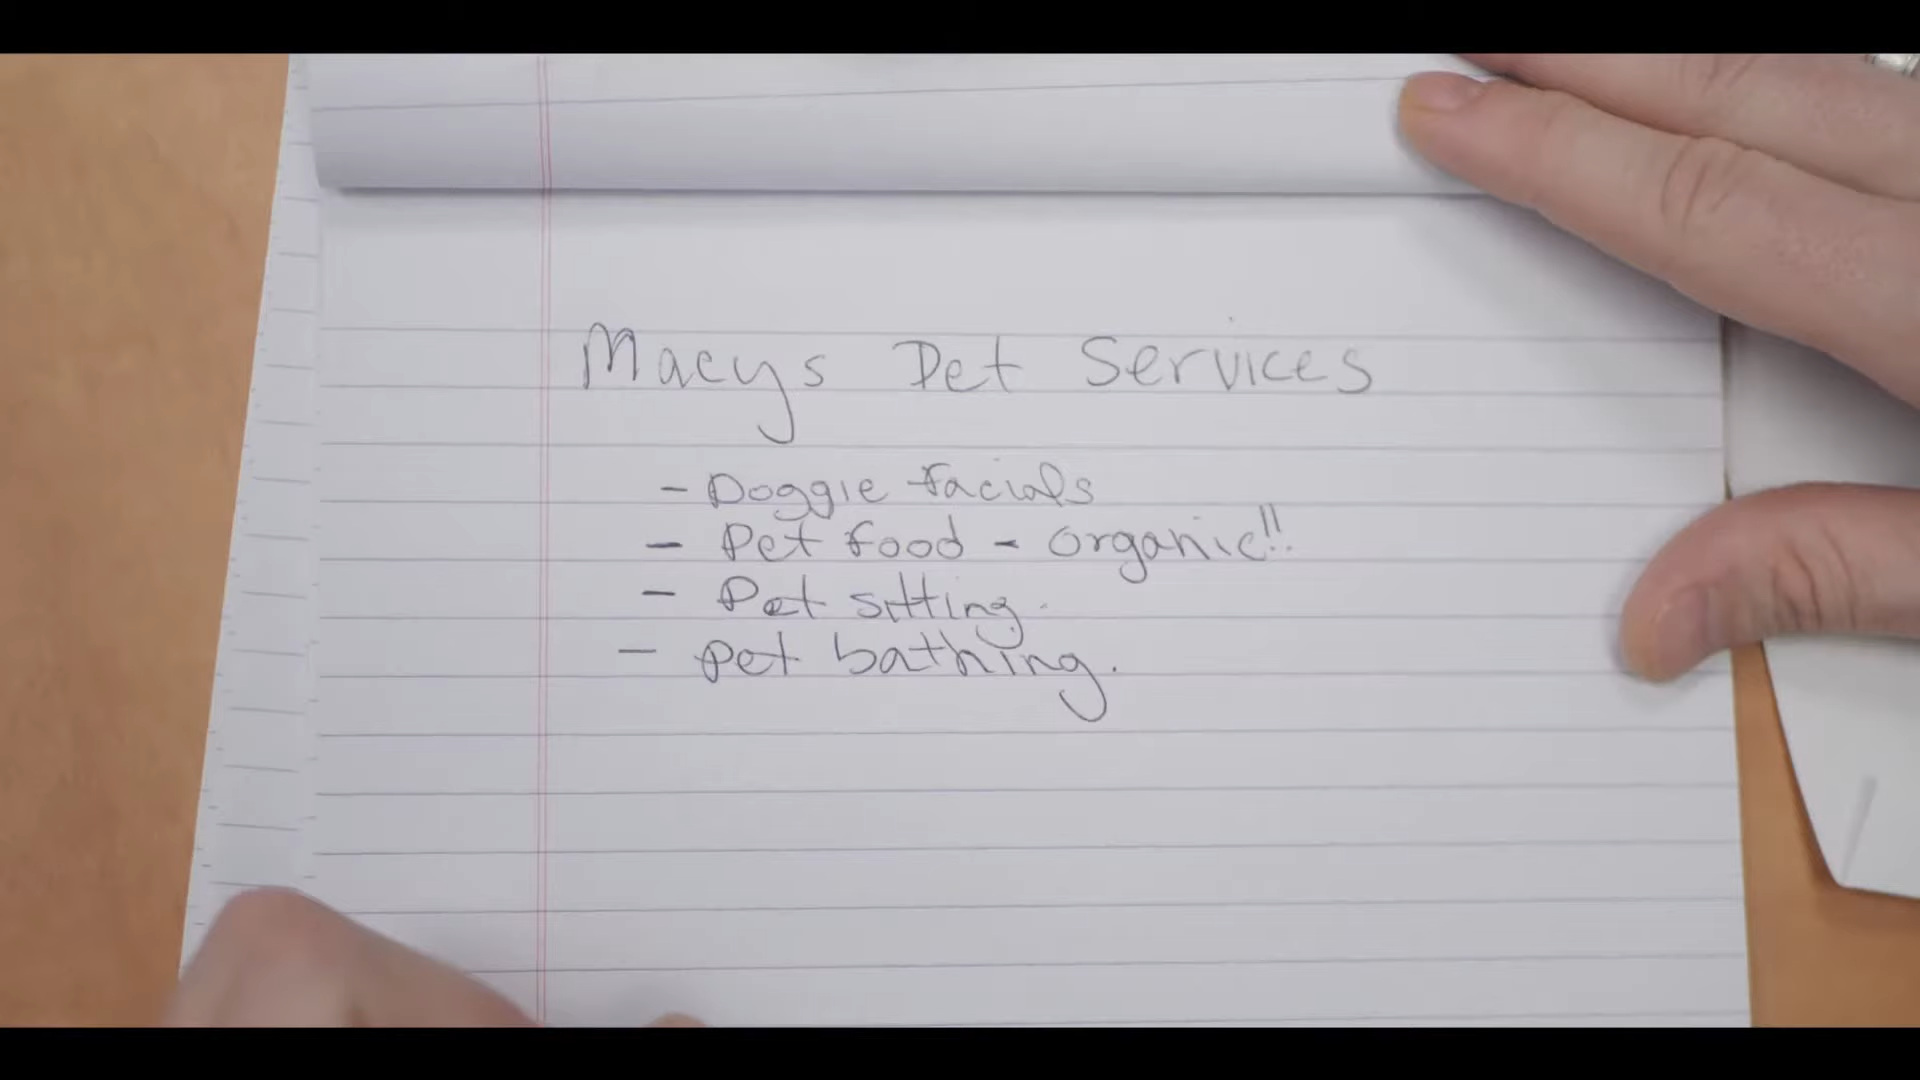 Macys Pet Services
- Doggie facials
- Pet food - organic!!
- Pet sitting.
- pet bathing.